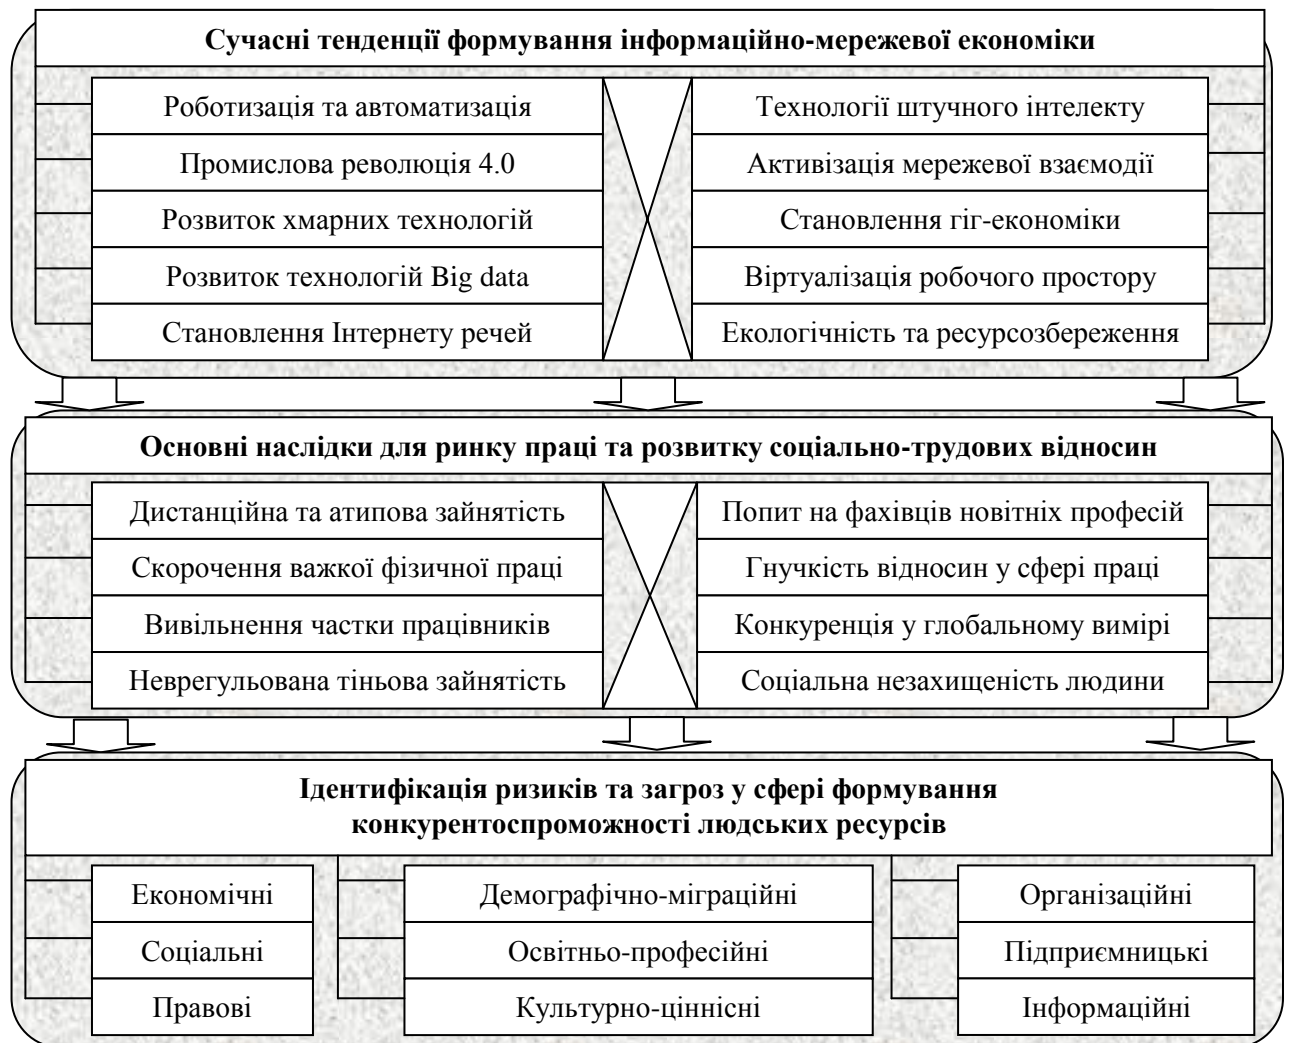 Сучасні тенденції формування інформаційно-мережевої економіки
Роботизація та автоматизація
Технології штучного інтелекту
Промислова революція 4.0
Активізація мережевої взаємодії
Розвиток хмарних технологій
Становлення гіг-економіки
Розвиток технологій Big data
Віртуалізація робочого простору
Становлення Інтернету речей
Екологічність та ресурсозбереження
Основні наслідки для ринку праці та розвитку соціально-трудових відносин
Дистанційна та атипова зайнятість
Попит на фахівців новітніх професій
Скорочення важкої фізичної праці
Гнучкість відносин у сфері праці
Вивільнення частки працівників
Конкуренція у глобальному вимірі
Неврегульована тіньова зайнятість
Соціальна незахищеність людини
Ідентифікація ризиків та загроз у сфері формування
конкурентоспроможності людських ресурсів
Економічні
Демографічно-міграційні
Організаційні
Соціальні
Освітньо-професійні
Підприємницькі
Правові
Культурно-ціннісні
Інформаційні